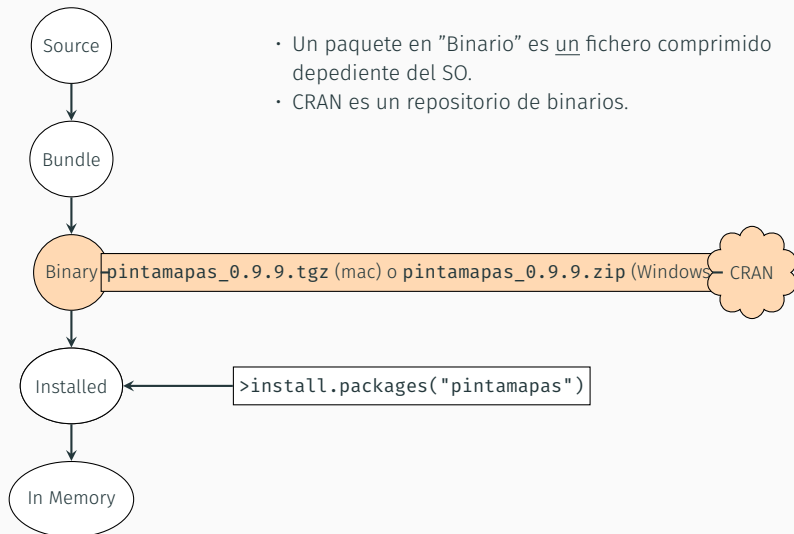 Source
· Un paquete en ”Binario” es un fichero comprimido
depediente del SO.
· CRAN es un repositorio de binarios.
Bundle
Binary
pintamapas_0.9.9.tgz (mac) o pintamapas_0.9.9.zip (Windows
CRAN
Installed
>install.packages("pintamapas")
In Memory